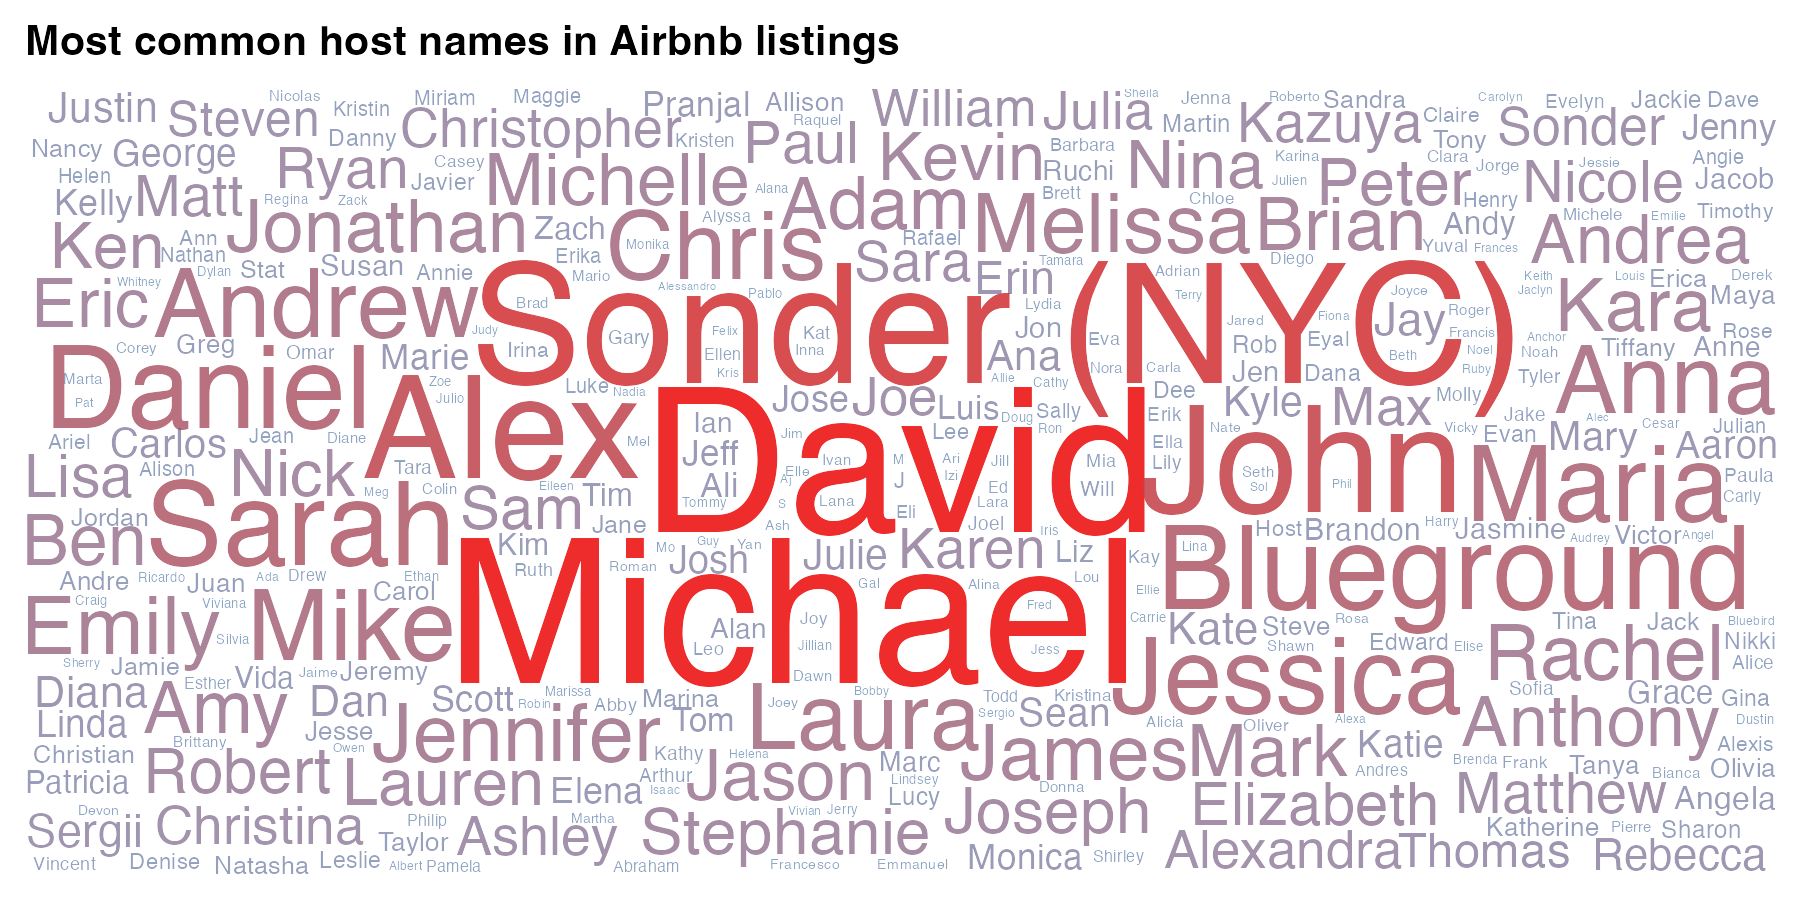 Most common host names in Airbnb listings
Justin Steven Nicolas Kristin Miriam Maggie Christopher Pranjal Allison William Julia Sheila Jenna Roberto Sandra Carolyn Evelyn Jackie Dave
Nancy George Danny Kristen Paul Raquel Kevin Barbara Martin Kazuya Claire Tony Sonder Jenny
Helen Ryan Casey Javier Michelle Alana Adam Ruchi Nina Karina Julien Peter Clara Jorge Jessie Nicole Angie Jacob
Kelly Matt Regina Zack Jonathan Zach Alyssa Brett Melissa Chloe Brian Henry Andy Michele Emilie Timothy
Ken Ann Nathan Erika Chris Monika Rafael Sara Erin Tamara Diego Yuval Frances Andrea
Whitney Dylan Stat Susan Annie Mario Alessandro Pablo Adrian Terry Joyce Keith Jaclyn Louis Erica Derek
Eric Andrew Sonder (NYC) Brad Lydia Jared Fiona Jay Roger Kara Maya
Corey Greg Omar Marie Judy Irina Gary Felix Kat Jon Eva Rob Eyal Francis Anchor Rose
Daniel Ellen Inna Ana Beth Noel Noah Tiffany Anne
Marta Pat Zoe Julio Alex Luke Nadia Kris Allie Cathy Nora Carla Jen Dana Ruby Tyler Anna
Jose Joe Luis Doug Sally Ron Dee Erik Kyle Max Molly Jake Alec Cesar Julian
Ariel Carlos Jean Diane Mel Ian Jim David Lee Nate John Vicky Evan Mary Aaron
Lisa Alison Nick Tara Jeff Ivan M Ari Jill Mia Ella Lily Seth Maria Paula
Meg Colin Eileen Tim Ali Elle Aj J Izi Ed Will Sol Phil Carly
Ben Jordan Sarah Sam Jane Tommy S Lana Eli Lara Host Brandon Harry Jasmine Victor Angel
Kim Mo Guy Yan Ash Joel Iris Josh Julie Karen Liz Kay Lina Audrey
Andre Ricardo Juan Ada Drew Ethan Ruth Roman Michael Gal Alina Lou Ellie Blueground
Emily Craig Viviana Mike Carol Fred Carrie Kate Steve Rosa Tina Jack Bluebird
Silvia Alan Joy Leo Jillian Jess Shawn Edward Elise Rachel Nikki
Sherry Jamie Esther Vida Jaime Jeremy Dawn Jessica Alice
Diana Amy Dan Scott Marissa Robin Abby Marina Joey Bobby Todd Kristina Sofia Grace Gina
Linda Jesse Jennifer Tom Laura Sergio Sean Alicia Oliver Alexa Anthony Dustin
Christian Brittany Owen Kathy Helena Marc James Mark Katie Alexis
Patricia Robert Lauren Elena Arthur Isaac Jason Lindsey Donna Andres Brenda Frank Tanya Bianca Olivia
Devon Martha Vivian Jerry Lucy Joseph Elizabeth Matthew Angela
Sergii Christina Philip Taylor Ashley Stephanie Katherine Pierre Sharon
Vincent Denise Natasha Leslie Albert Pamela Abraham Francesco Emmanuel Monica Shirley Alexandra Thomas Rebecca